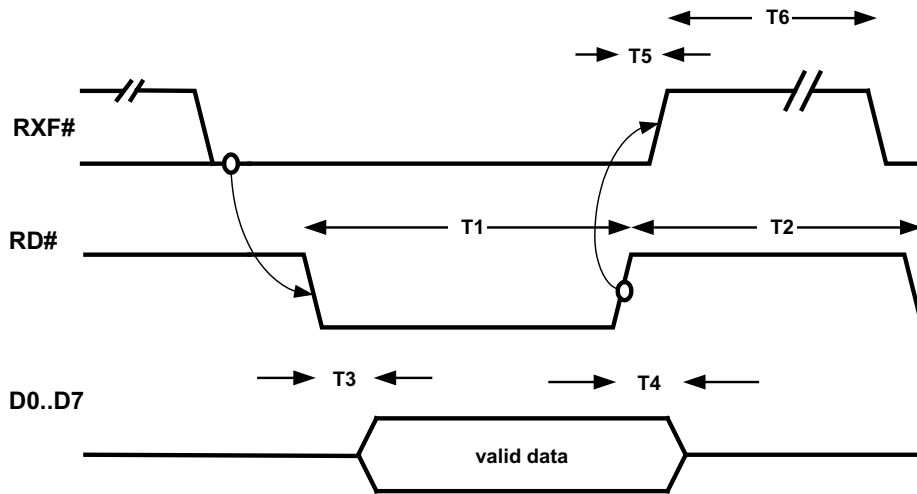 T6
T5
RXF#
T1
T2
RD#
T3
T4
D0..D7
valid data